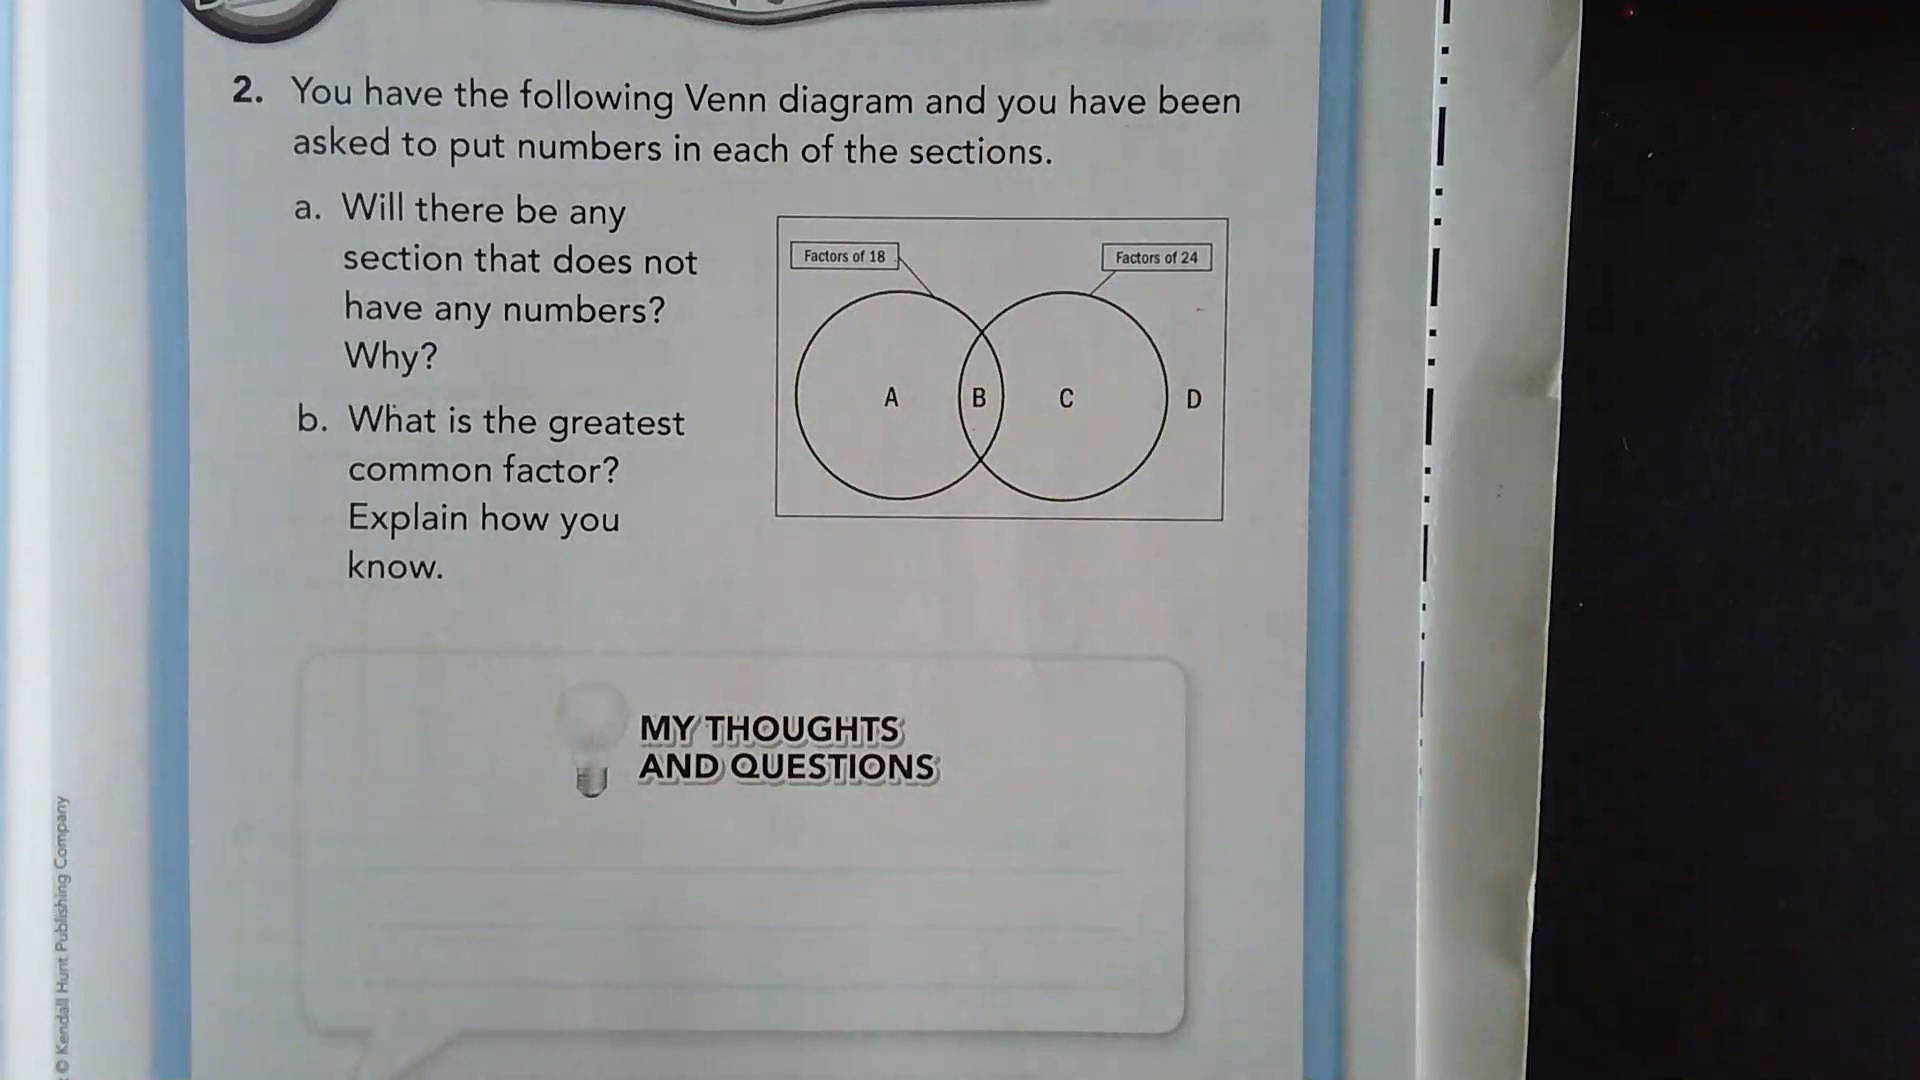 2. You have the following Venn diagram and you have been
asked to put numbers in each of the sections.
a. Will there be any
section that does not
have any numbers?
Why?
b. What is the greatest
common factor?
Explain how you
know.
Factors of 18
Factors of 24
A B C D
MY THOUGHTS
AND QUESTIONS
© Kendall Hunt Publishing Company